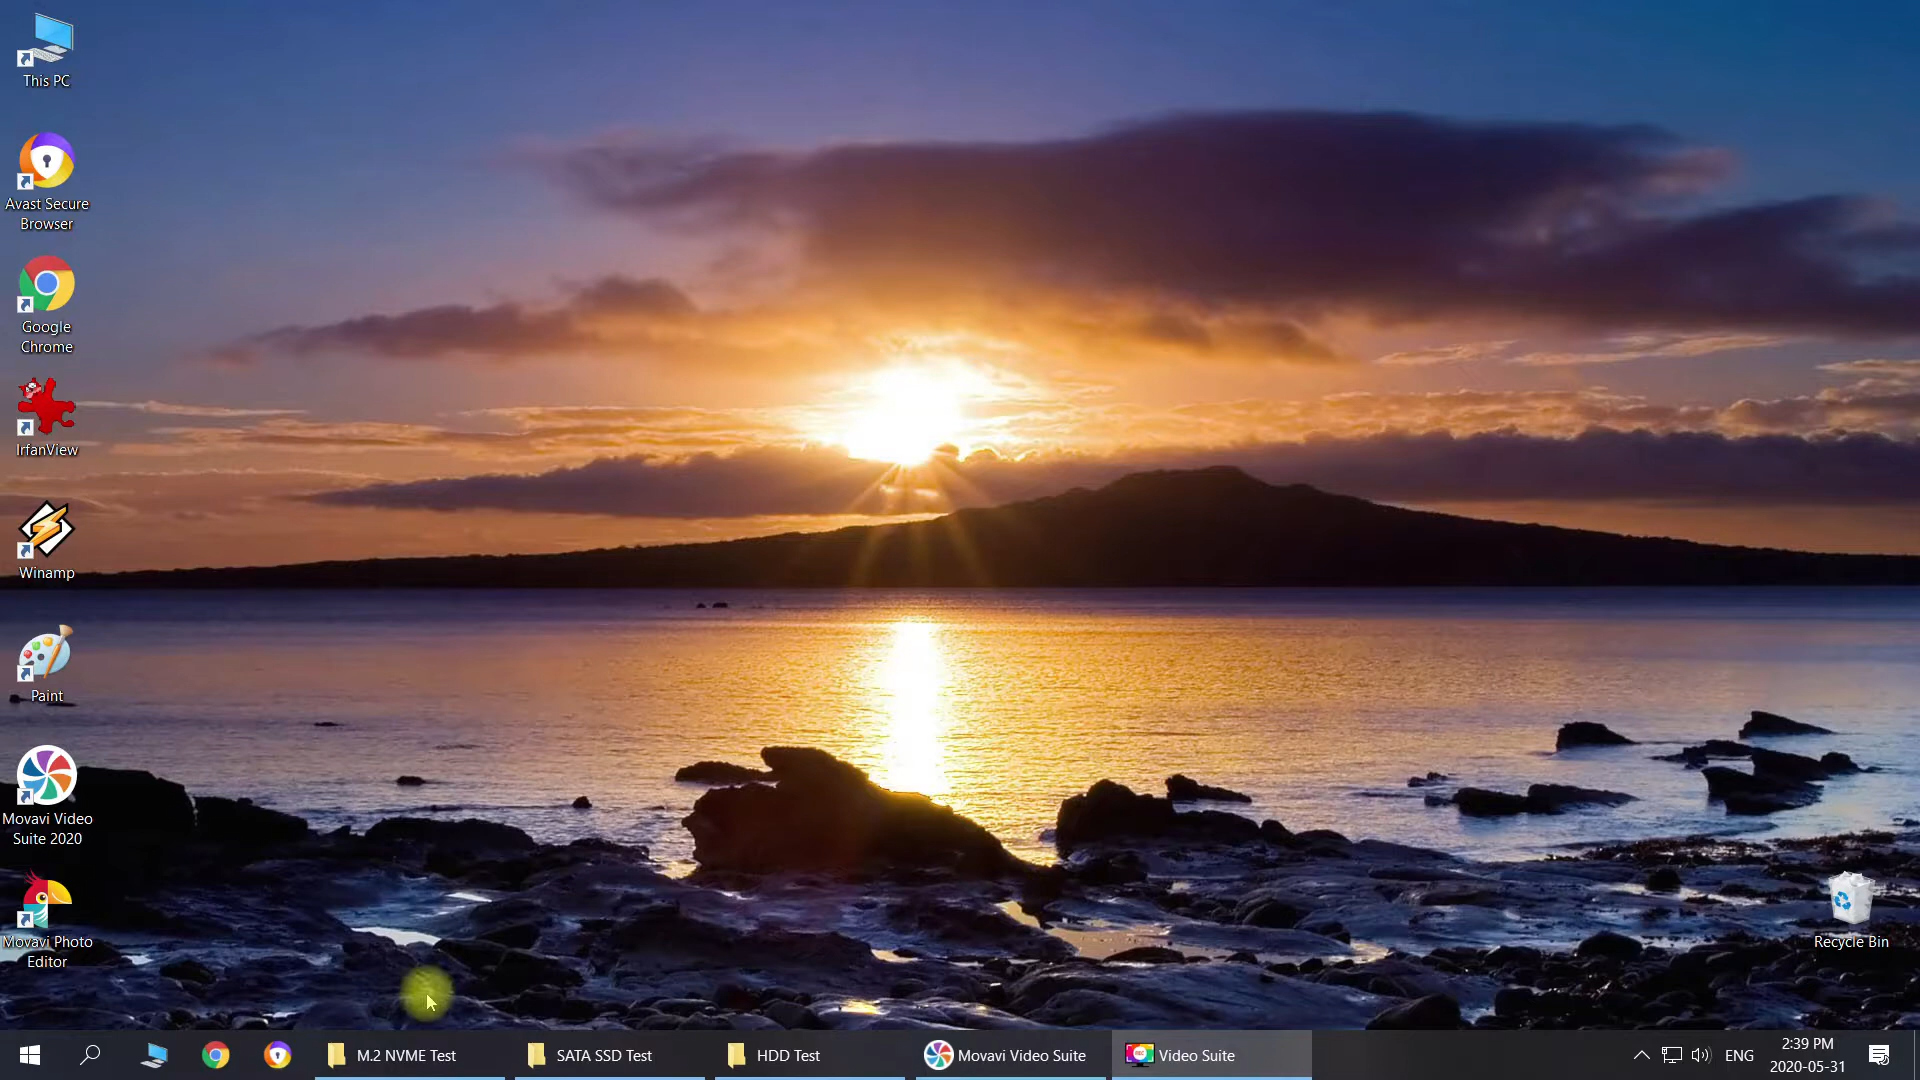 This PC
Avast Secure
Browser
Google
Chrome
IrfanView
Winamp
Paint
Movavi Video
Suite 2020
Movavi Photo
Editor
Recycle Bin
M.2 NVME Test
SATA SSD Test
HDD Test
Movavi Video Suite
REC
Video Suite
ENG
2:39 PM
2020-05-31